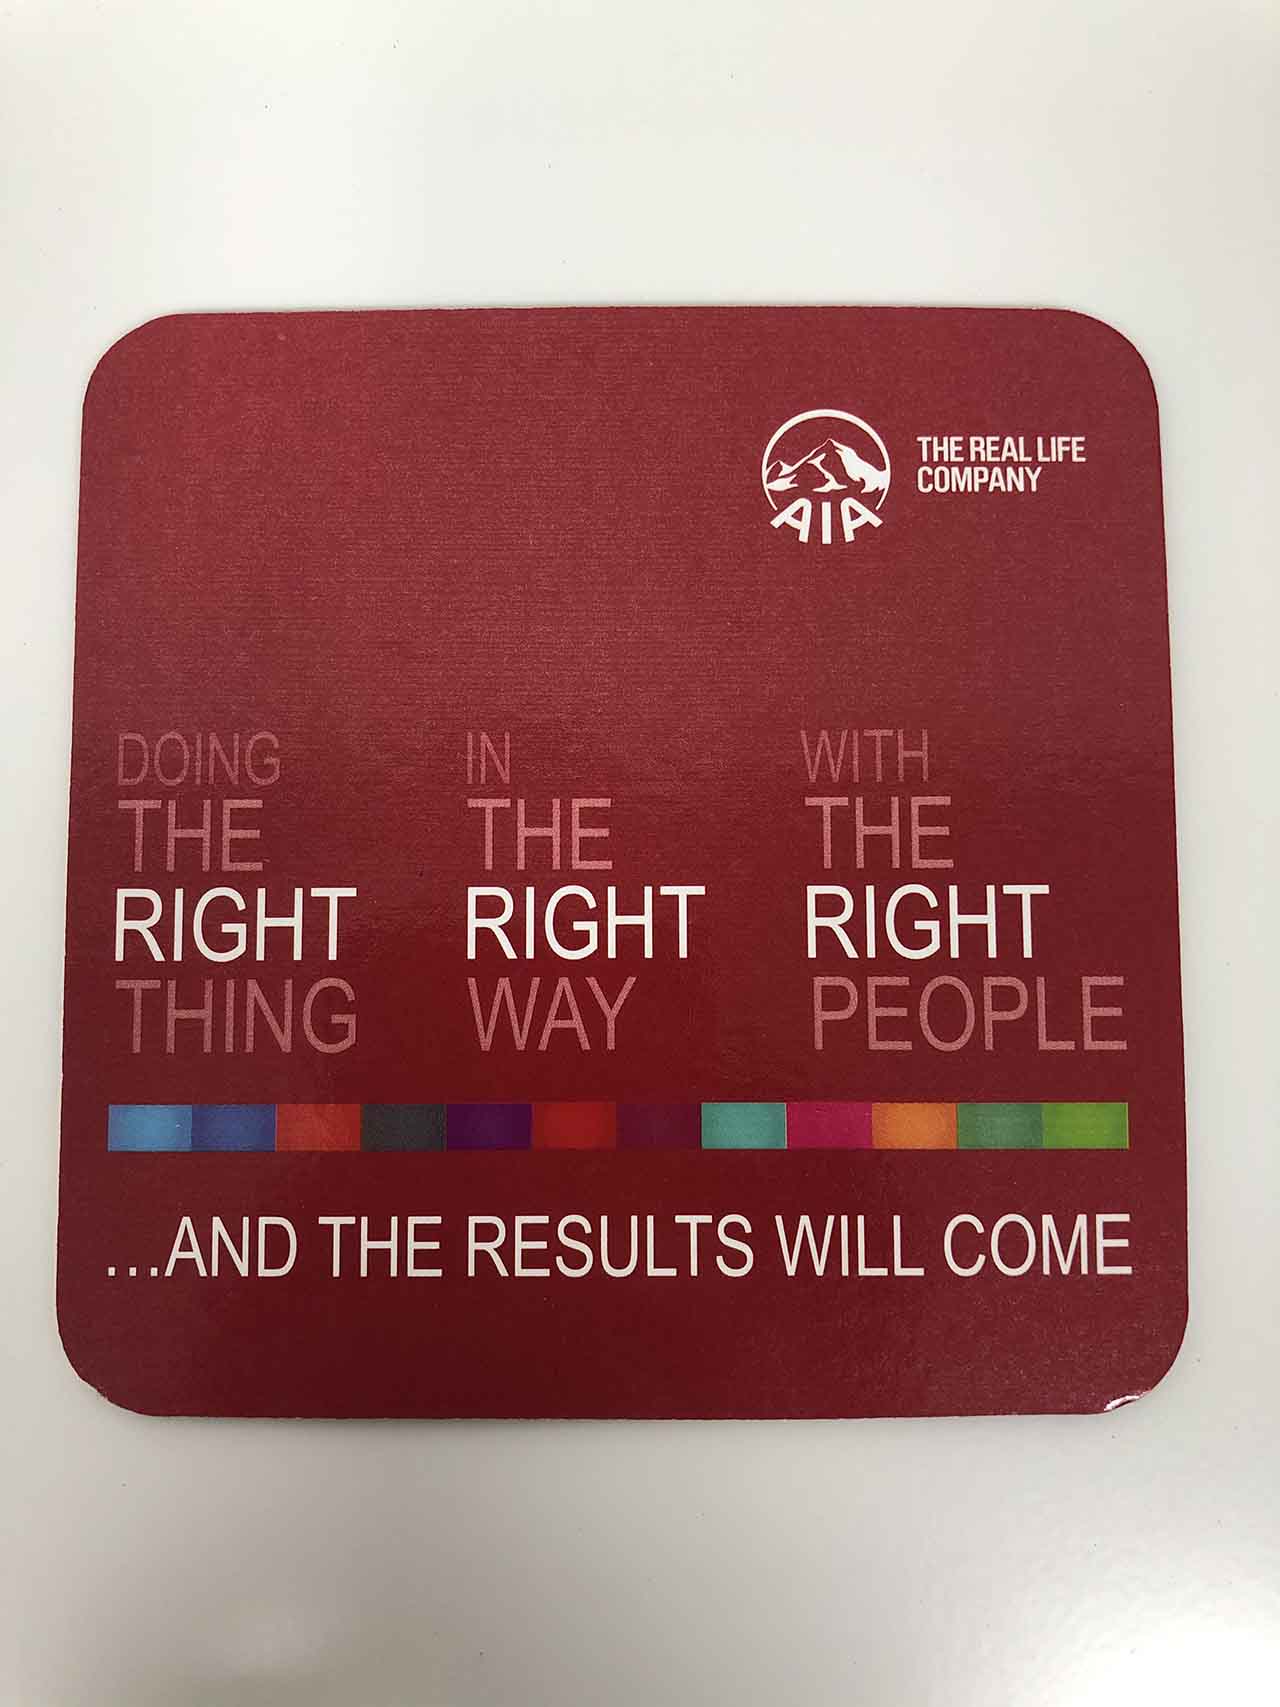 AIA
THE REAL LIFE
COMPANY
DOING
THE
RIGHT
THING
IN
THE
RIGHT
WAY
WITH
THE
RIGHT
PEOPLE
...AND THE RESULTS WILL COME